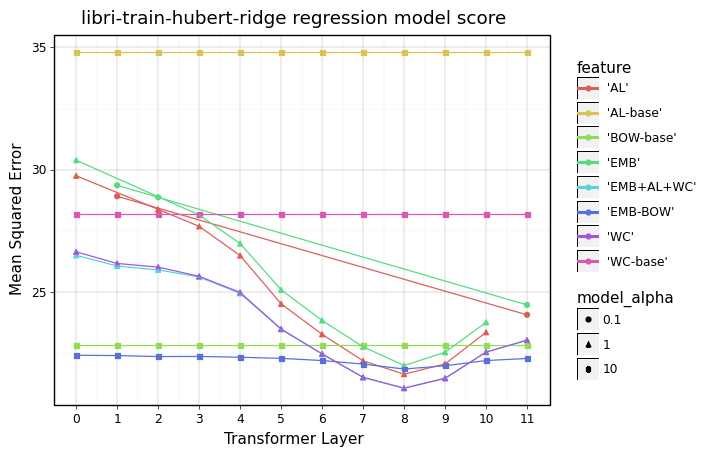 libri-train-hubert-ridge regression model score
Mean Squared Error
35
30
25
0 1 2 3 4 5 6 7 8 9 10 11
Transformer Layer
feature
'AL'
'AL-base'
'BOW-base'
'EMB'
'EMB+AL+WC'
'EMB-BOW'
'WC'
'WC-base'
model_alpha
0.1
1
10